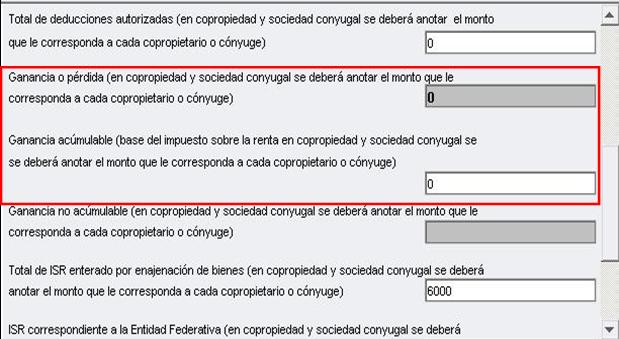 Total de deducciones autorizadas (en copropiedad y sociedad conyugal se deberá anotar el monto
que le corresponda a cada copropietario o cónyuge)
0
Ganancia o pérdida (en copropiedad y sociedad conyugal se deberá anotar el monto que le
corresponda a cada copropietario o cónyuge)
0
Ganancia acúmulable (base del impuesto sobre la renta en copropiedad y sociedad conyugal se
se deberá anotar el monto que le corresponda a cada copropietario o cónyuge)
0
Ganancia no acúmulable (en copropiedad y sociedad conyugal se deberá anotar el monto que le
corresponda a cada copropietario o cónyuge)
Total de ISR enterado por enajenación de bienes (en copropiedad y sociedad conyugal se deberá
anotar el monto que le corresponda a cada copropietario o cónyuge)
6000
ISR correspondiente a la Entidad Federativa (en copropiedad y sociedad conyugal se deberá